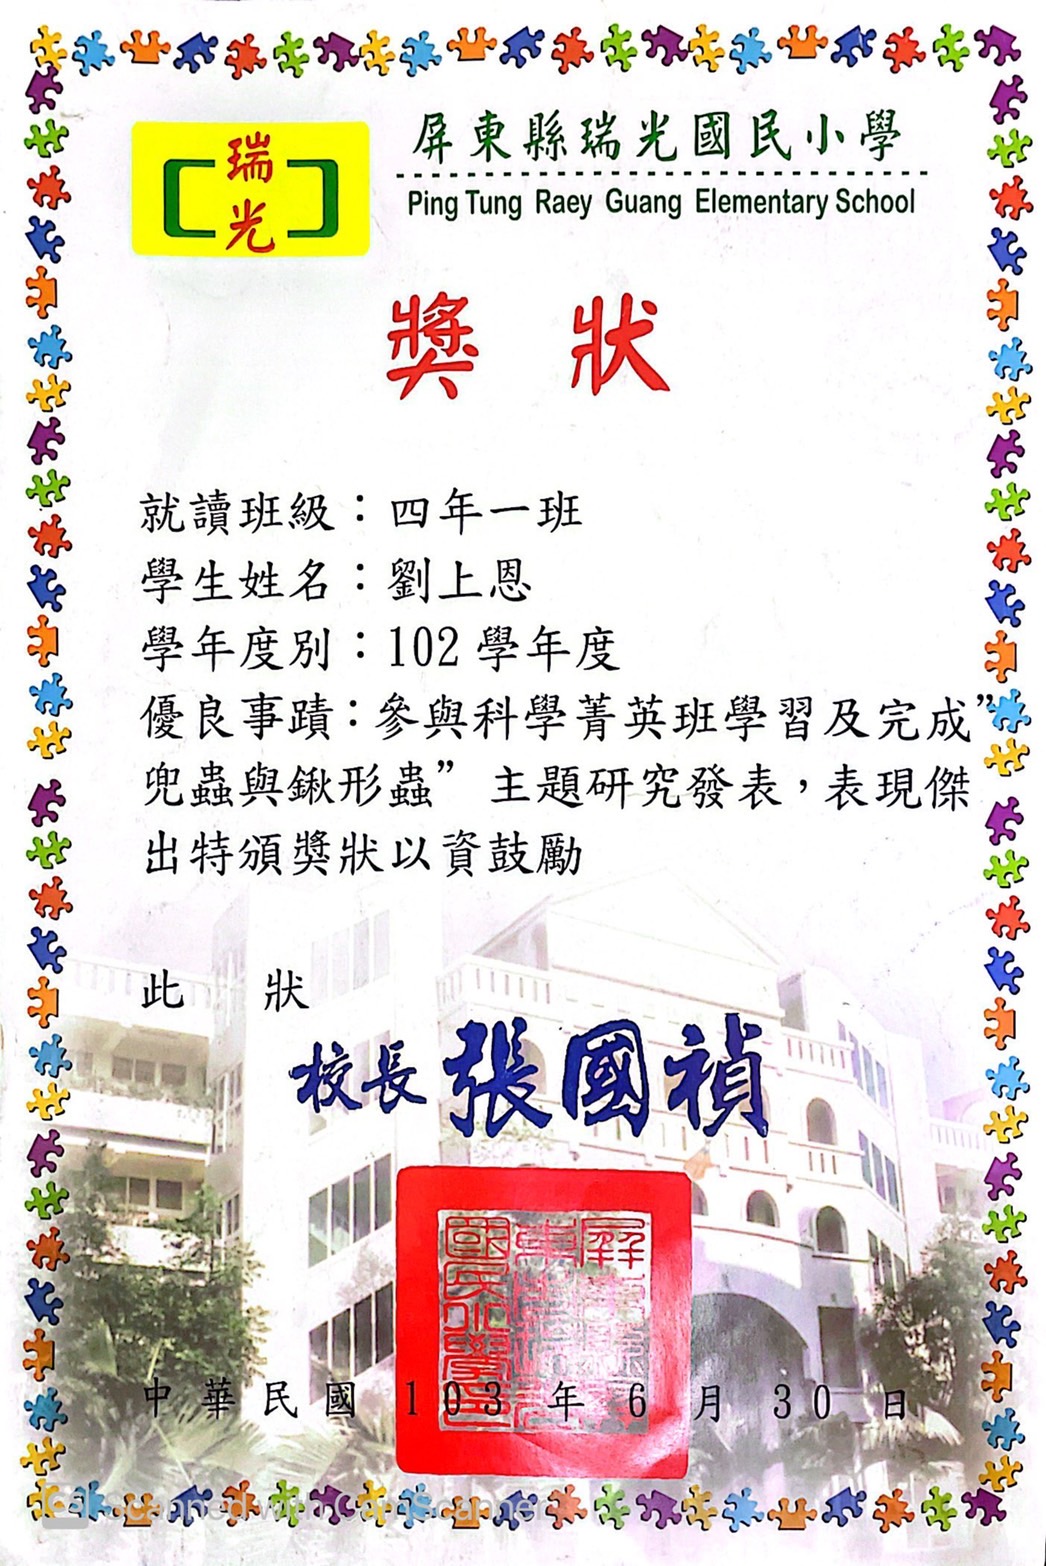 瑞光
屏東縣瑞光國民小學
Ping Tung Raey Guang Elementary School
獎狀
就讀班級：四年一班
學生姓名：劉上恩
學年度別：102 學年度
優良事蹟：參與科學菁英班學習及完成”
兜蟲與鍬形蟲” 主題研究發表，表現傑
出特頒獎狀以資鼓勵
此 狀
校長 張國禎
中 華 民 國 103 年 6 月 30 日
Scanned with CamScanner